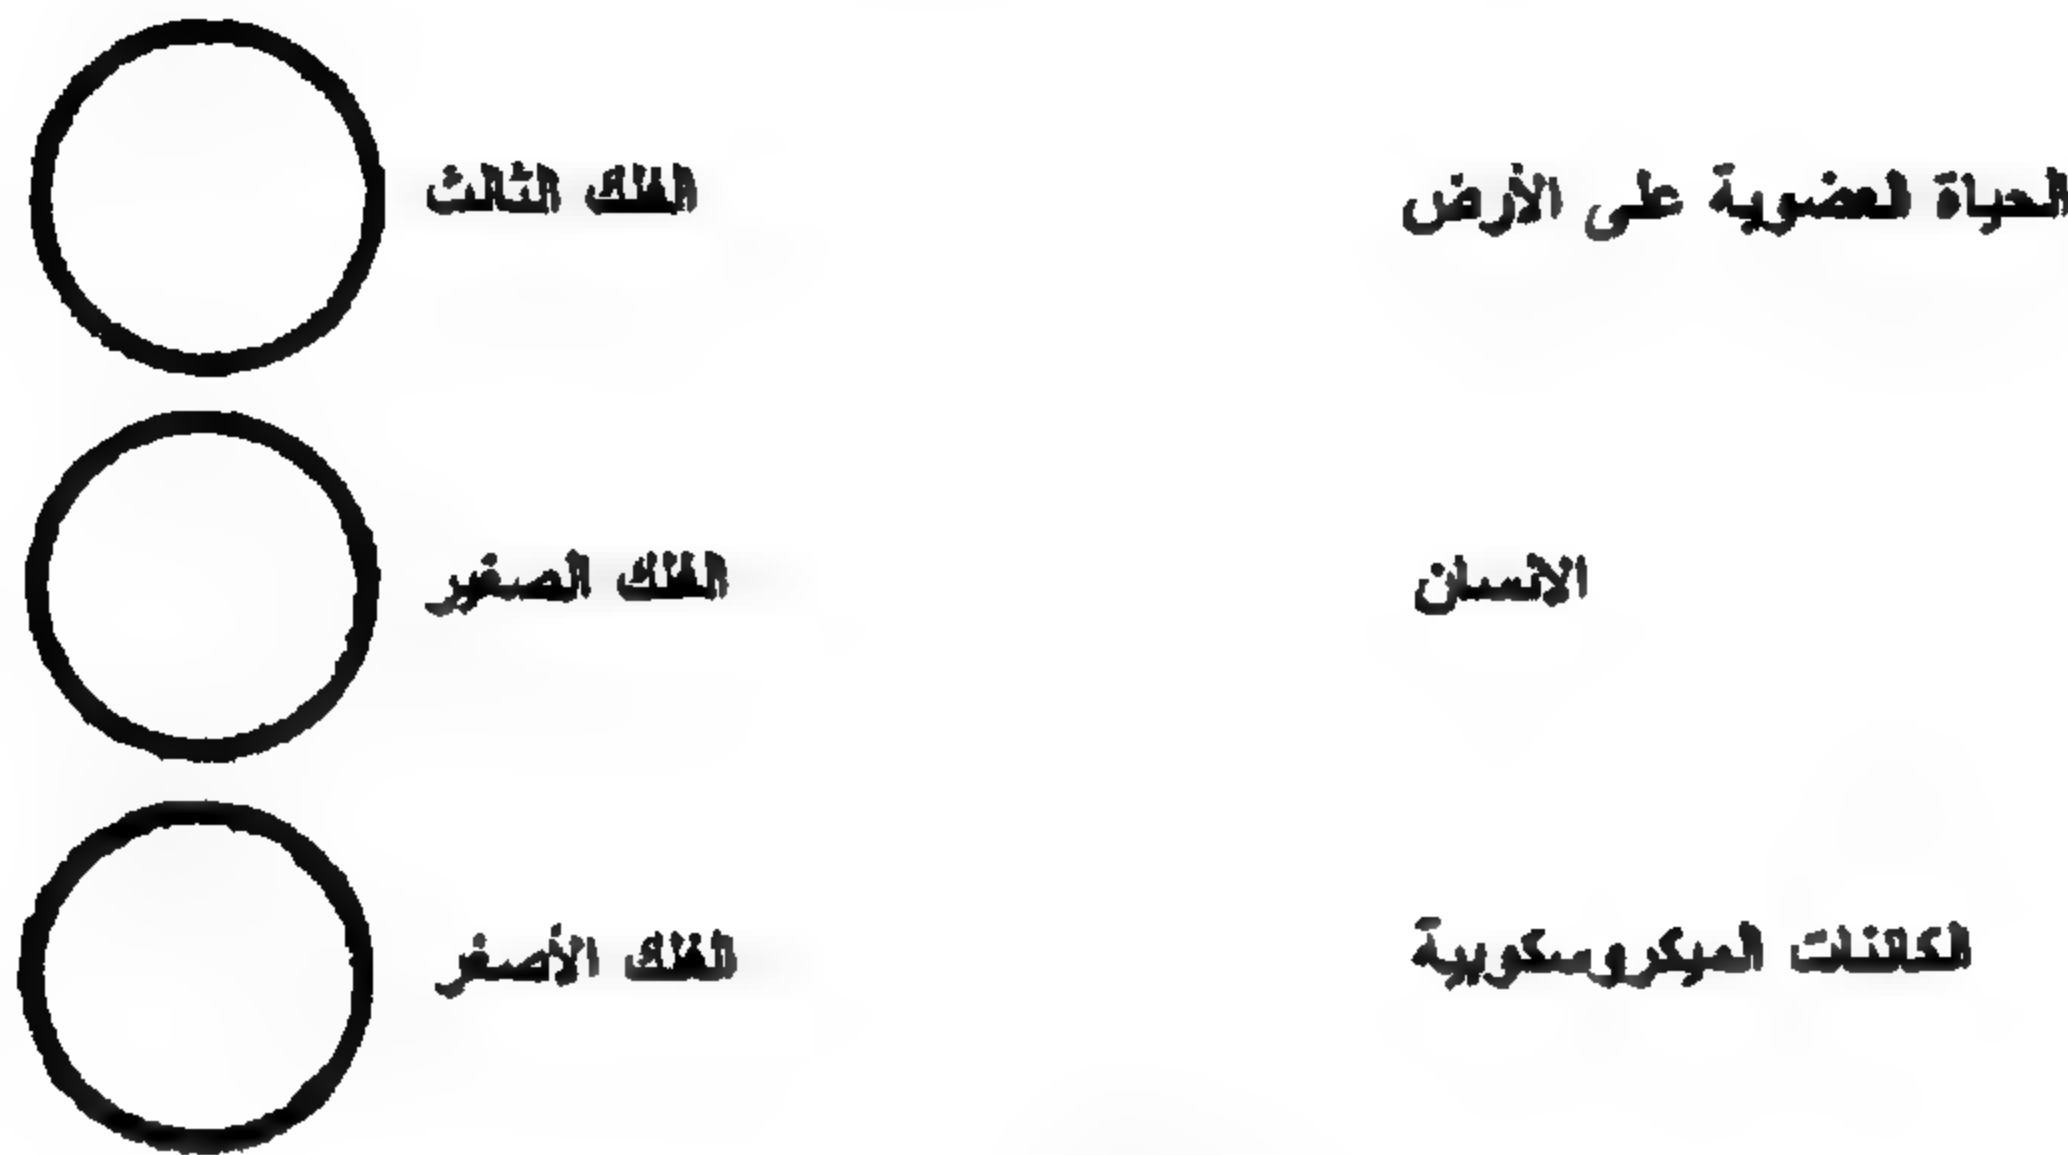 الفلك الثالث
الحياة العضوية على الأرض
الفلك الصغير
الانسان
الفلك الأصغر
الكائنات الميكروسكوبية